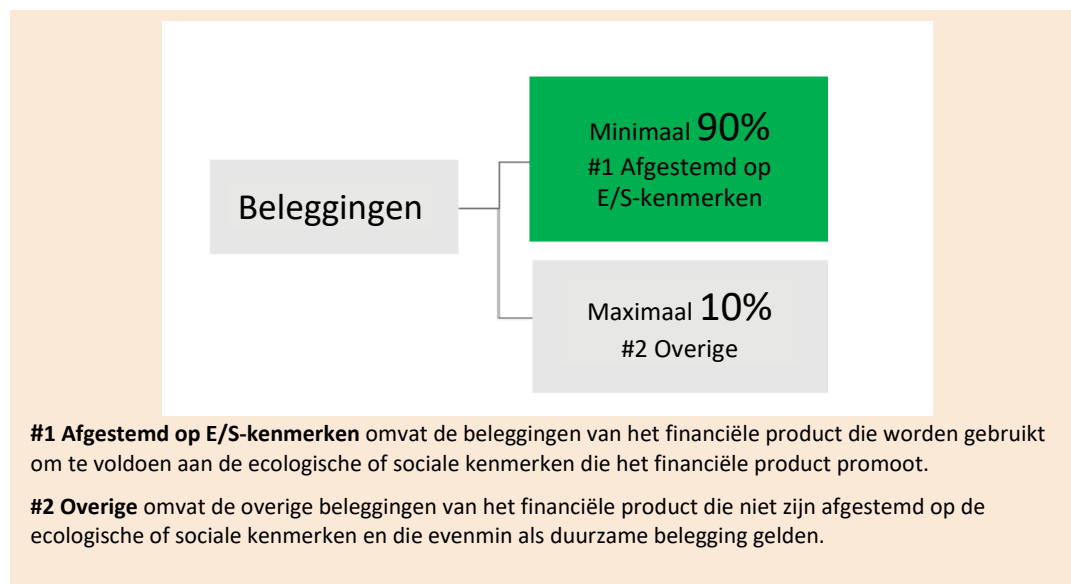 Beleggingen
Minimaal 90%
#1 Afgestemd op
E/S-kenmerken
Maximaal 10%
#2 Overige
#1 Afgestemd op E/S-kenmerken omvat de beleggingen van het financiële product die worden gebruikt
om te voldoen aan de ecologische of sociale kenmerken die het financiële product promoot.
#2 Overige omvat de overige beleggingen van het financiële product die niet zijn afgestemd op de
ecologische of sociale kenmerken en die evenmin als duurzame belegging gelden.